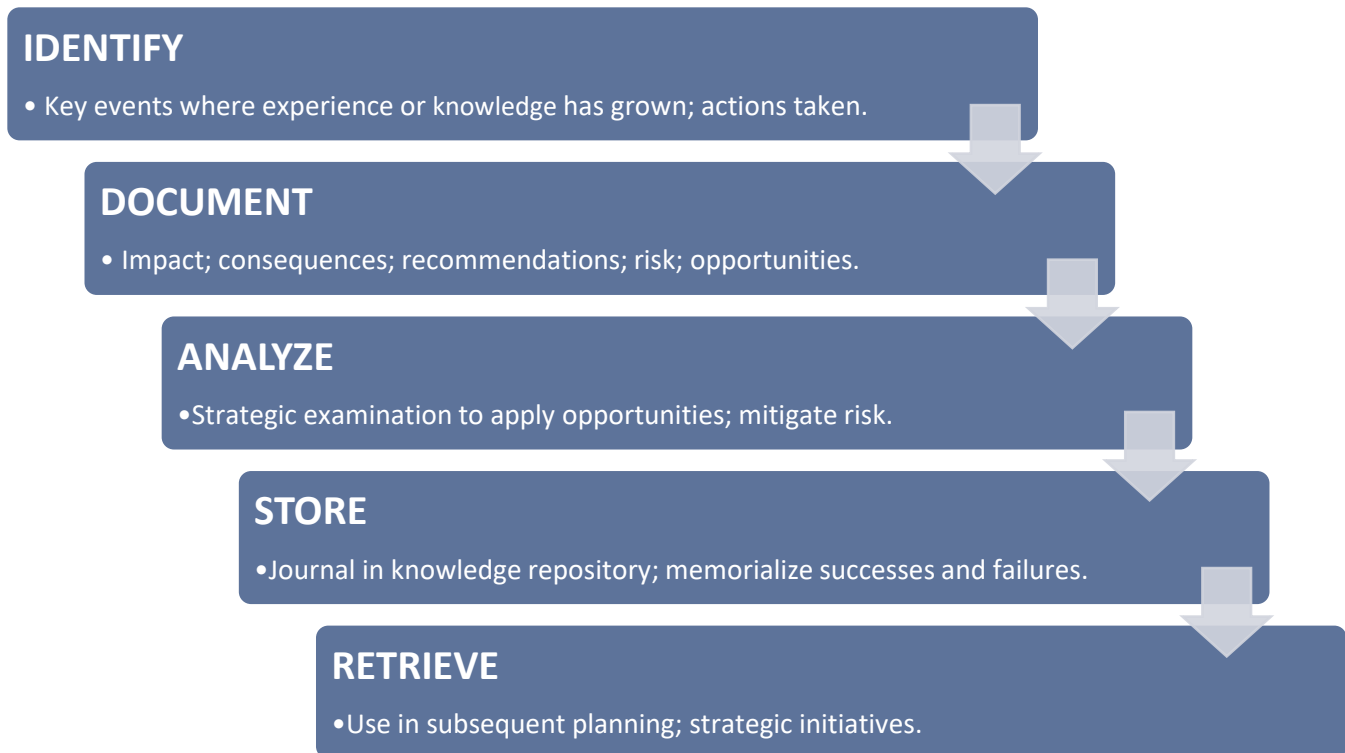 IDENTIFY
• Key events where experience or knowledge has grown; actions taken.
DOCUMENT
• Impact; consequences; recommendations; risk; opportunities.
ANALYZE
•Strategic examination to apply opportunities; mitigate risk.
STORE
•Journal in knowledge repository; memorialize successes and failures.
RETRIEVE
•Use in subsequent planning; strategic initiatives.